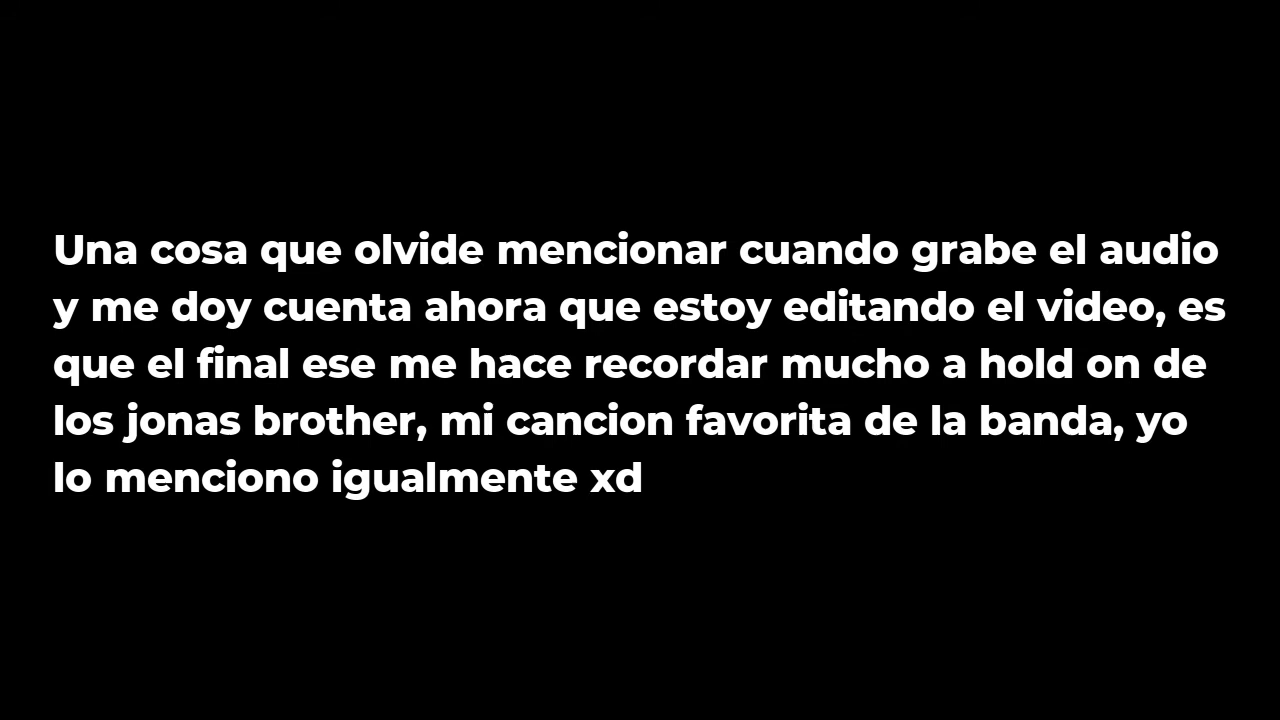 Una cosa que olvide mencionar cuando grabe el audio
y me doy cuenta ahora que estoy editando el video, es
que el final ese me hace recordar mucho a hold on de
los jonas brother, mi cancion favorita de la banda, yo
lo menciono igualmente xd